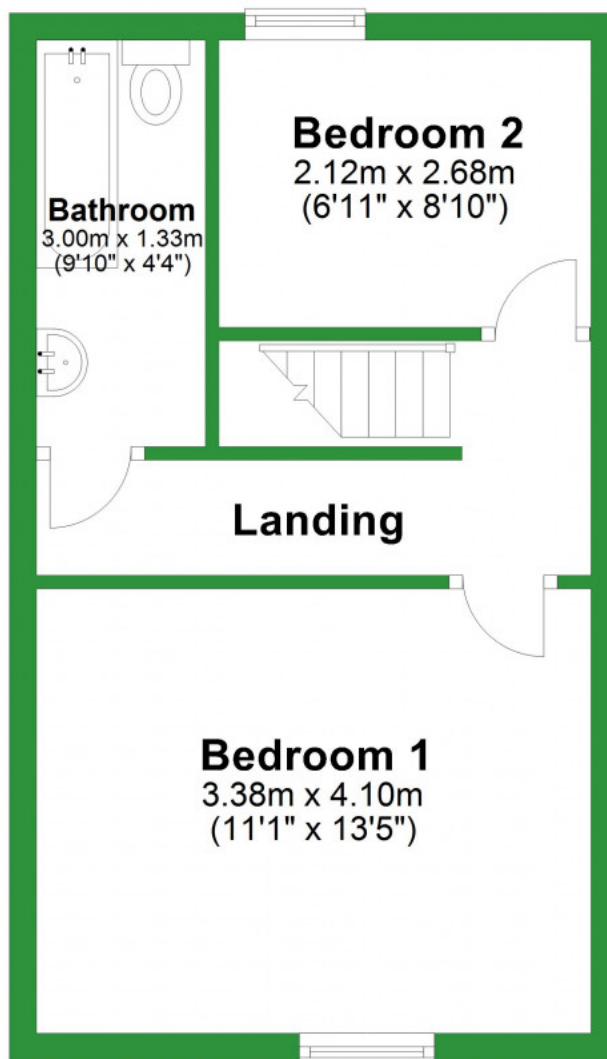 Bedroom 2
2.12m x 2.68m
(6'11" x 8'10")
Bathroom
3.00m x 1.33m
(9'10" x 4'4")
Landing
Bedroom 1
3.38m x 4.10m
(11'1" x 13'5")